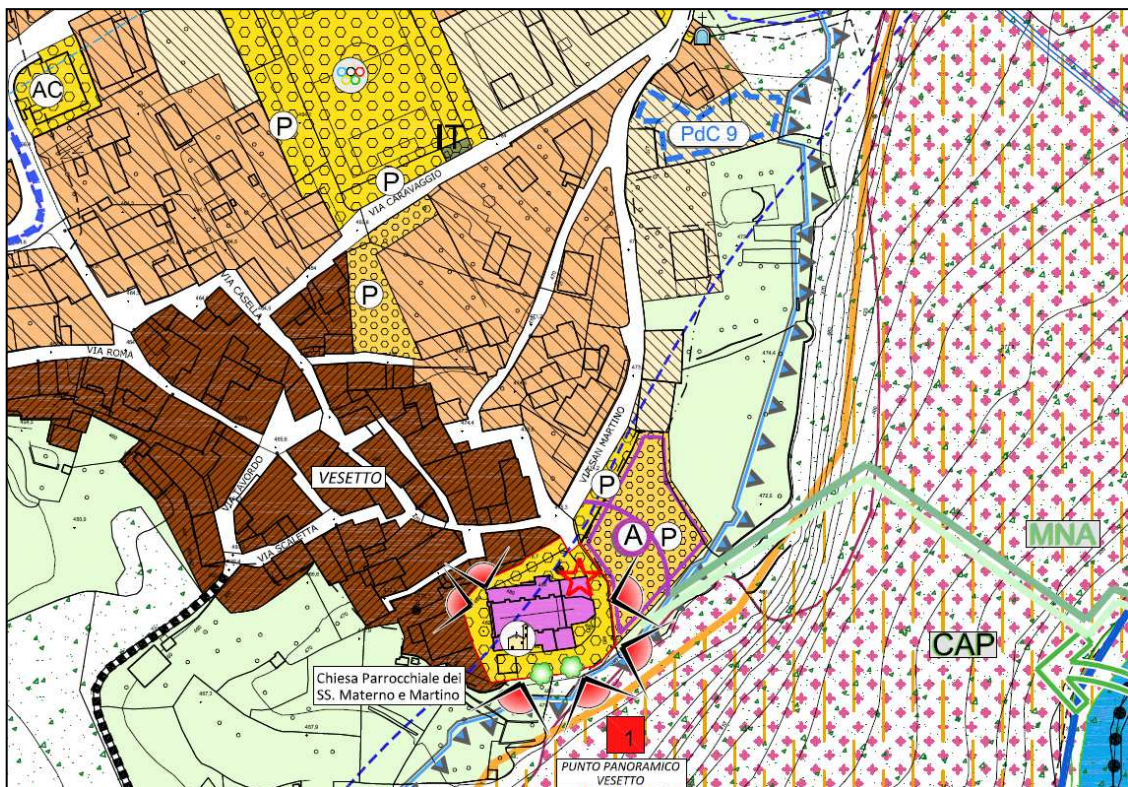 AC
P
P
IT
VIA CARAVAGGIO
PdC 9
P
VIA CASELLA
VIA ROMA
VIA SAN MARTINO
VESETTO
VIA LAVORDO
VIA SCALETTA
P
A
P
MNA
CAP
Chiesa Parrocchiale dei
SS. Materno e Martino
1
PUNTO PANORAMICO
VESETTO